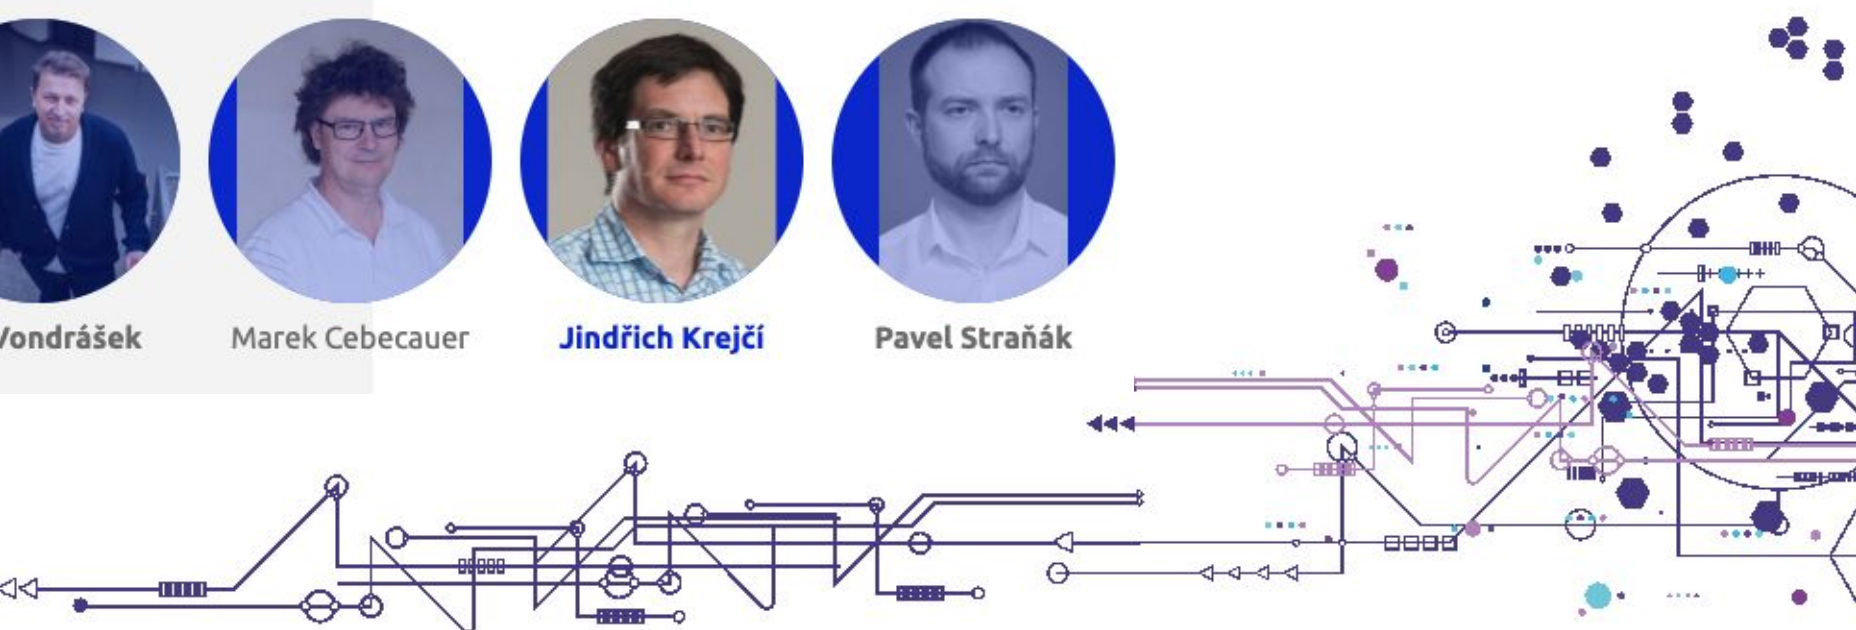 Vondrášek
Marek Cebecauer
Jindřich Krejčí
Pavel Straňák